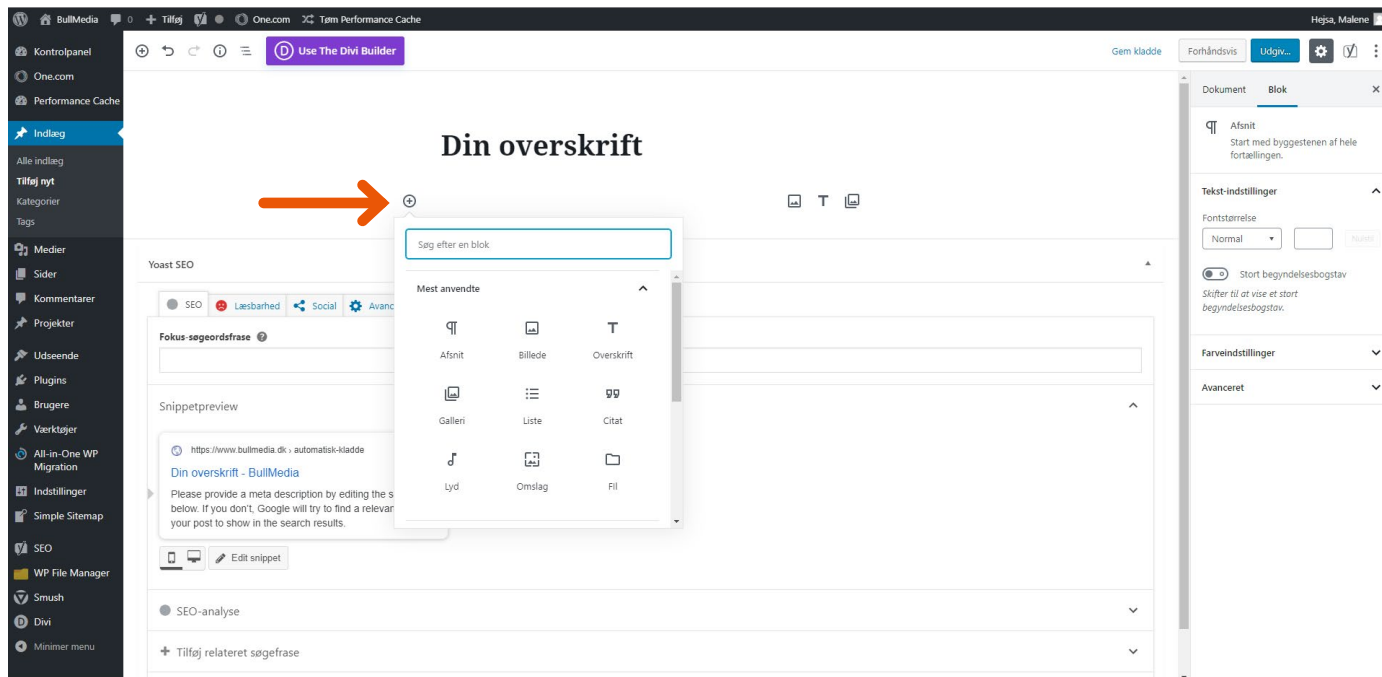 BullMedia 0 Tilføj One.com Tøm Performance Cache Hejsa, Malene
Kontrolpanel
One.com
Performance Cache
Indlæg
Alle indlæg
Tilføj nyt
Kategorier
Tags
Medier
Sider
Kommentarer
Projekter
Udseende
Plugins
Brugere
Værktøjer
All-in-One WP
Migration
Indstillinger
Simple Sitemap
SEO
WP File Manager
Smush
Divi
Minimer menu
Use The Divi Builder
Gem kladde Forhåndsvis Udgiv...
Din overskrift
Søg efter en blok
Mest anvendte
Afsnit Billede Overskrift
Galleri Liste Citat
Lyd Omslag Fil
Yoast SEO
SEO Læsbarhed Social Avanc
Fokus-søgeordsfrase
Snippetpreview
https://www.bullmedia.dk › automatisk-kladde
Din overskrift - BullMedia
Please provide a meta description by editing the s
below. If you don't, Google will try to find a relevan
your post to show in the search results.
Edit snippet
SEO-analyse
Tilføj relateret søgefrase
Dokument Blok
Afsnit
Start med byggestenen af hele
fortællingen.
Tekst-indstillinger
Fontstørrelse
Normal
Stort begyndelsesbogstav
Skifter til at vise et stort
begyndelsesbogstav.
Farveindstillinger
Avanceret